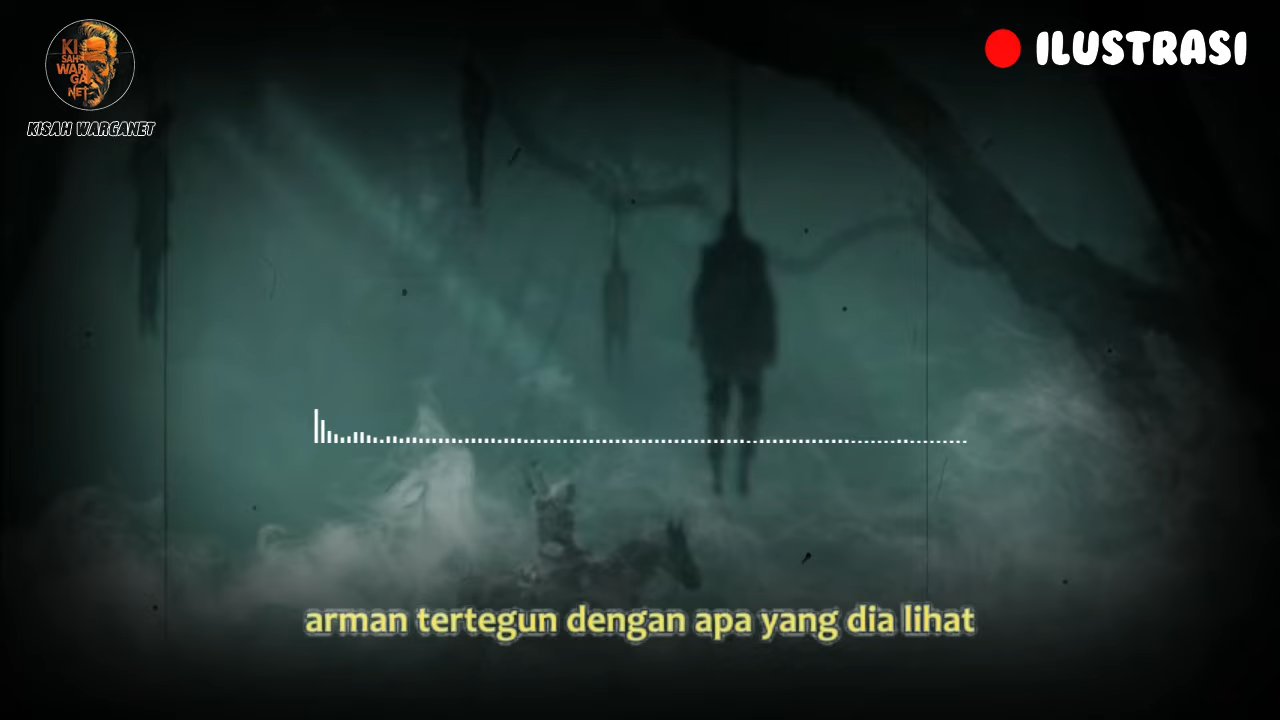 KI
SAH
WAR
GA
NET
KISAH WARGANET
ILUSTRASI
arman tertegun dengan apa yang dia lihat